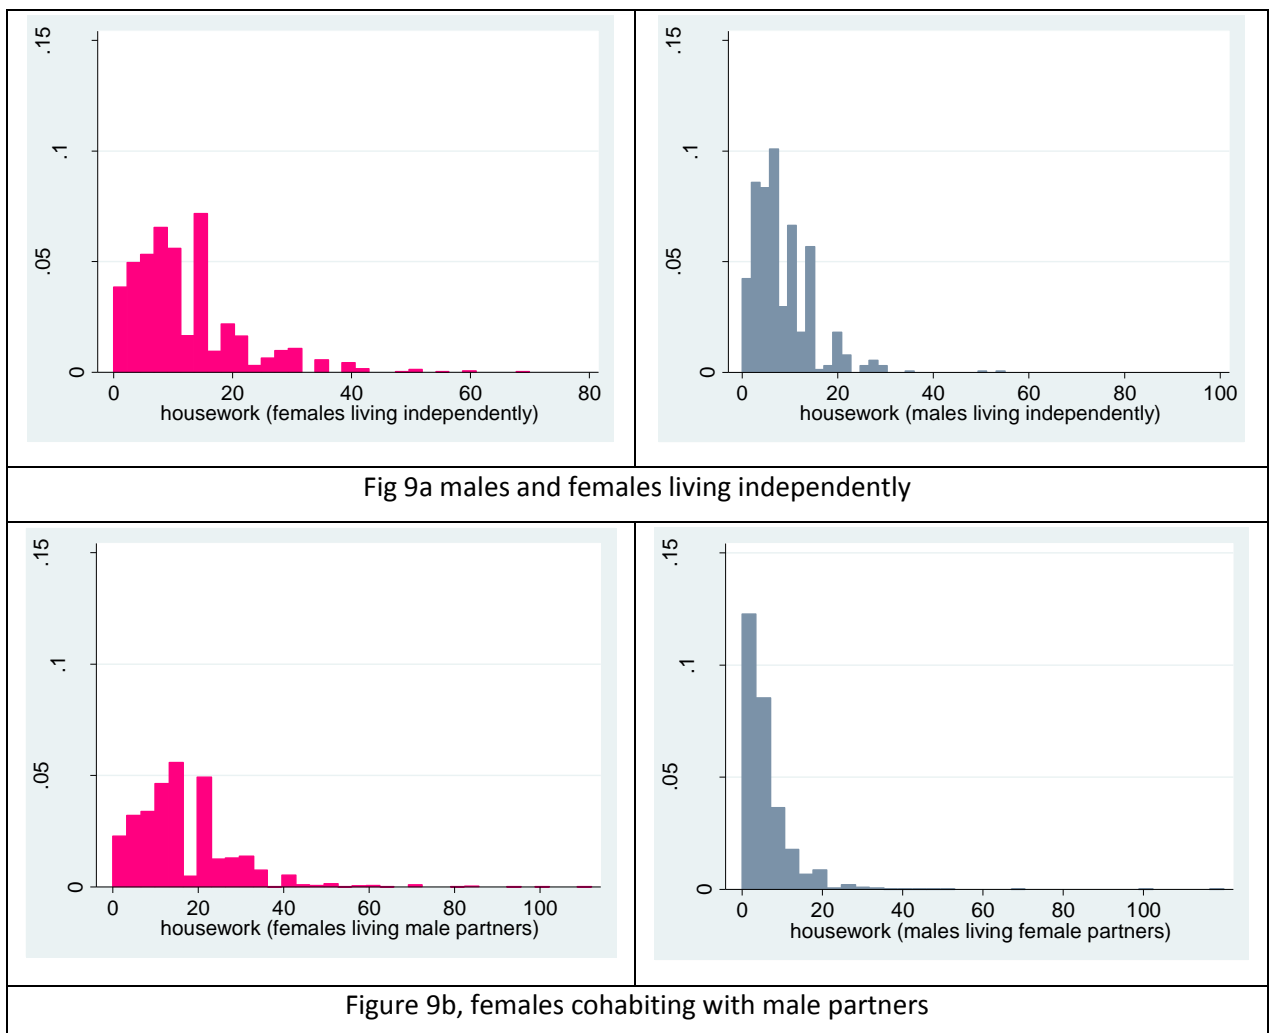 .15
.1
.05
0
0 20 40 60 80
housework (females living independently)
.15
.1
.05
0
0 20 40 60 80 100
housework (males living independently)
Fig 9a males and females living independently
.15
.1
.05
0
0 20 40 60 80 100
housework (females living male partners)
.15
.1
.05
0
0 20 40 60 80 100
housework (males living female partners)
Figure 9b, females cohabiting with male partners